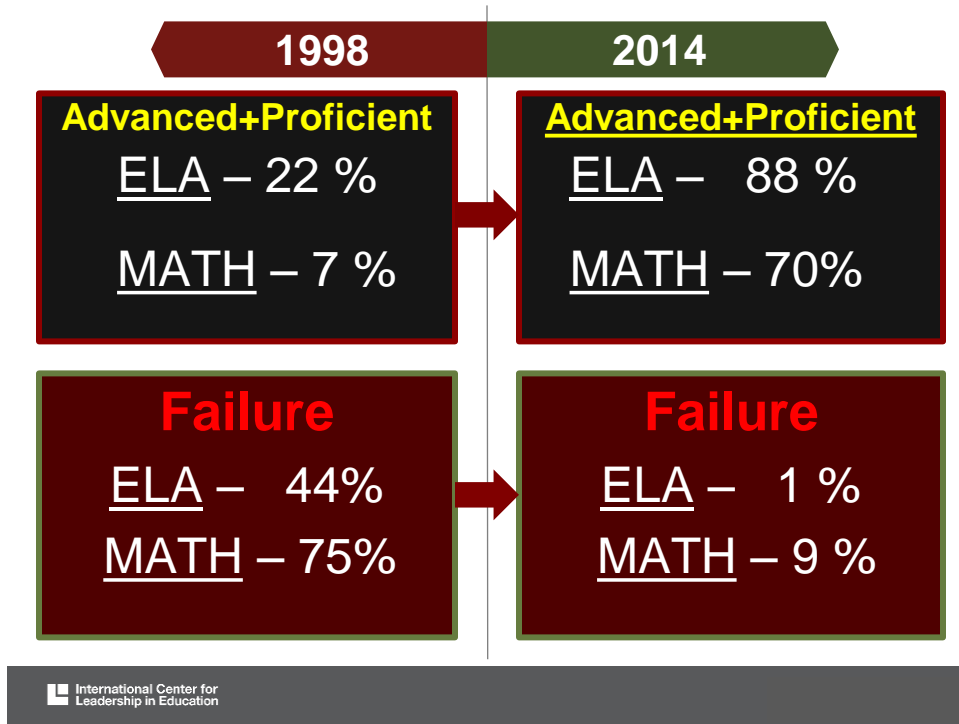 1998
2014
Advanced+Proficient
ELA – 22 %
MATH – 7 %
Advanced+Proficient
ELA – 88 %
MATH – 70%
Failure
ELA – 44%
MATH – 75%
Failure
ELA – 1 %
MATH – 9 %
International Center for
Leadership in Education